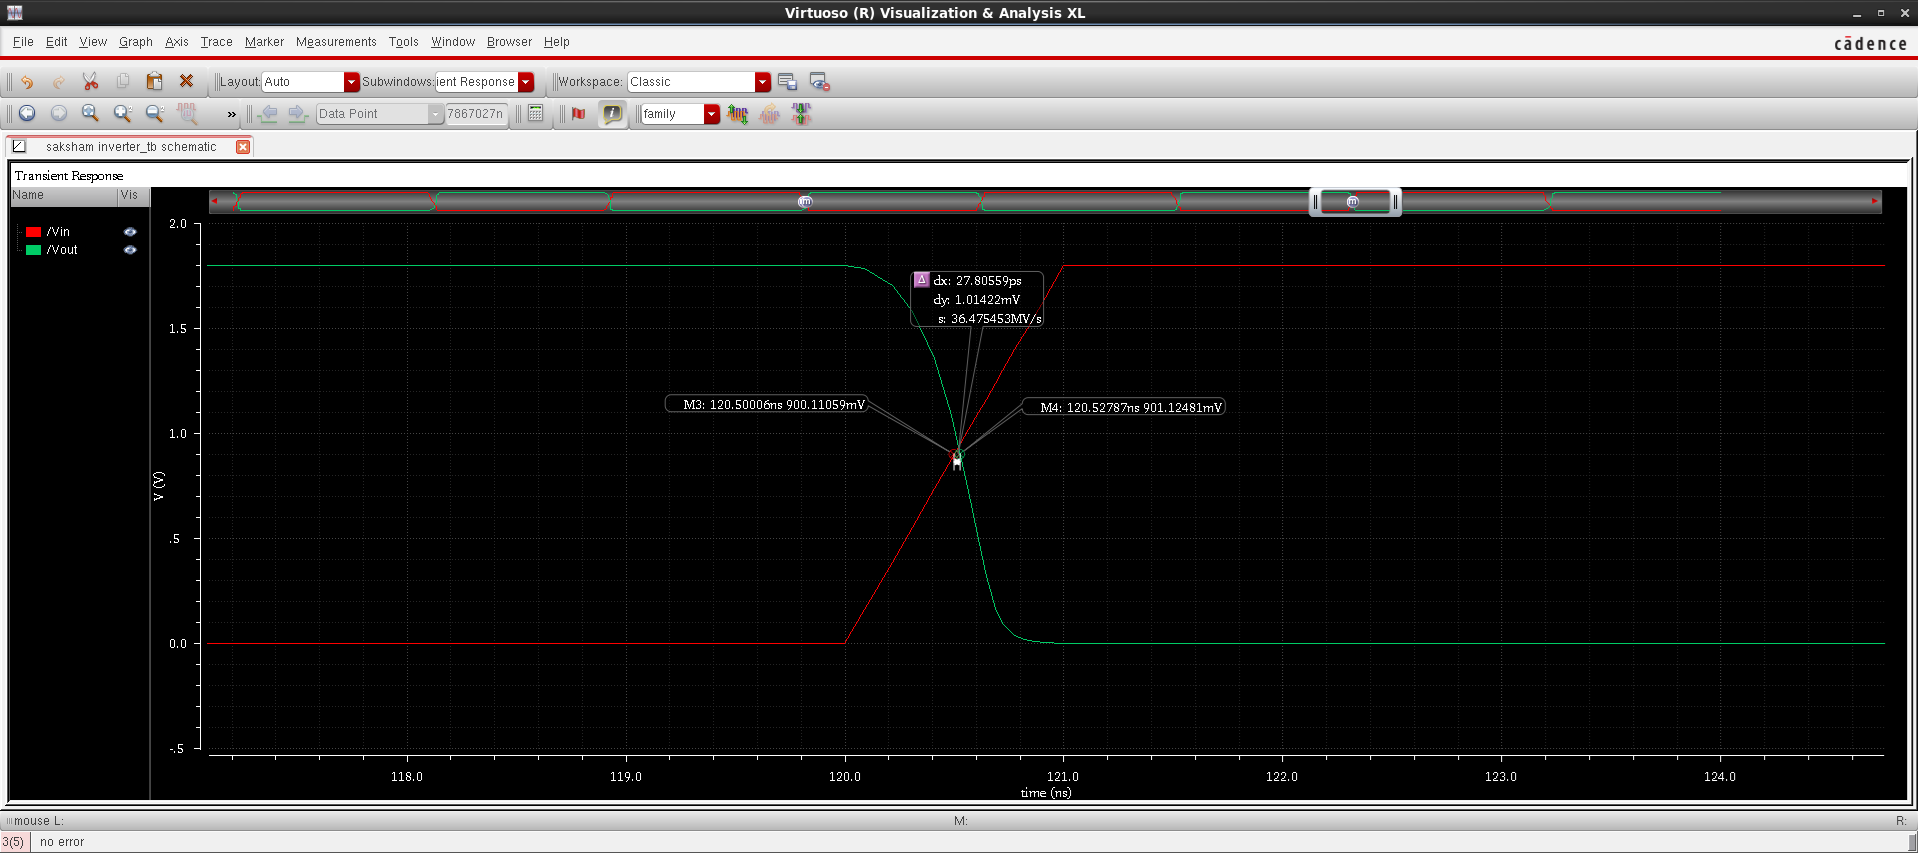 Virtuoso (R) Visualization & Analysis XL
File Edit View Graph Axis Trace Marker Measurements Tools Window Browser Help
cādence
Layout: Auto Subwindows: ient Response Workspace: Classic
» Data Point 7867027n family
saksham inverter_tb schematic
Transient Response
Name Vis
/Vin
/Vout
m
m
2.0
1.5
1.0
.5
0.0
-.5
V (V)
Δ dx: 27.80559ps
dy: 1.01422mV
s: 36.475453MV/s
M3: 120.50006ns 900.11059mV
M4: 120.52787ns 901.12481mV
118.0 119.0 120.0 121.0 122.0 123.0 124.0
time (ns)
mouse L: M: R:
3(5) no error